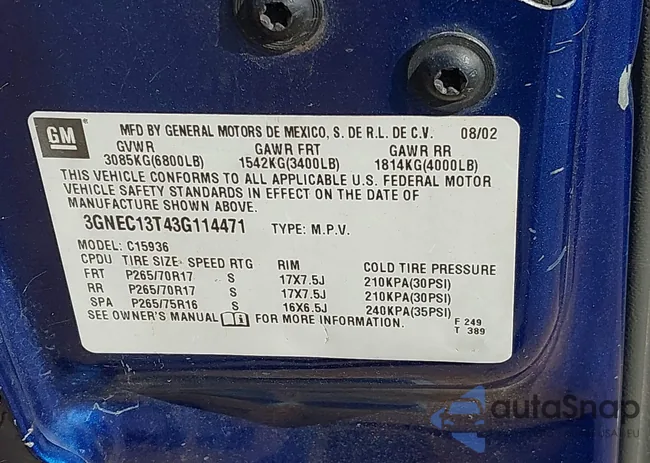 GM ® MFD BY GENERAL MOTORS DE MEXICO, S. DE R.L. DE C.V. 08/02
GVWR GAWR FRT GAWR RR
3085KG(6800LB) 1542KG(3400LB) 1814KG(4000LB)
THIS VEHICLE CONFORMS TO ALL APPLICABLE U.S. FEDERAL MOTOR
VEHICLE SAFETY STANDARDS IN EFFECT ON THE DATE OF
MANUFACTURE SHOWN ABOVE.
3GNEC13T43G114471 TYPE: M.P.V.
MODEL: C15936
CPDU TIRE SIZE SPEED RTG RIM COLD TIRE PRESSURE
FRT P265/70R17 S 17X7.5J 210KPA(30PSI)
RR P265/70R17 S 17X7.5J 210KPA(30PSI)
SPA P265/75R16 S 16X6.5J 240KPA(35PSI)
SEE OWNER'S MANUAL FOR MORE INFORMATION. F 249
T 389
autoSnap